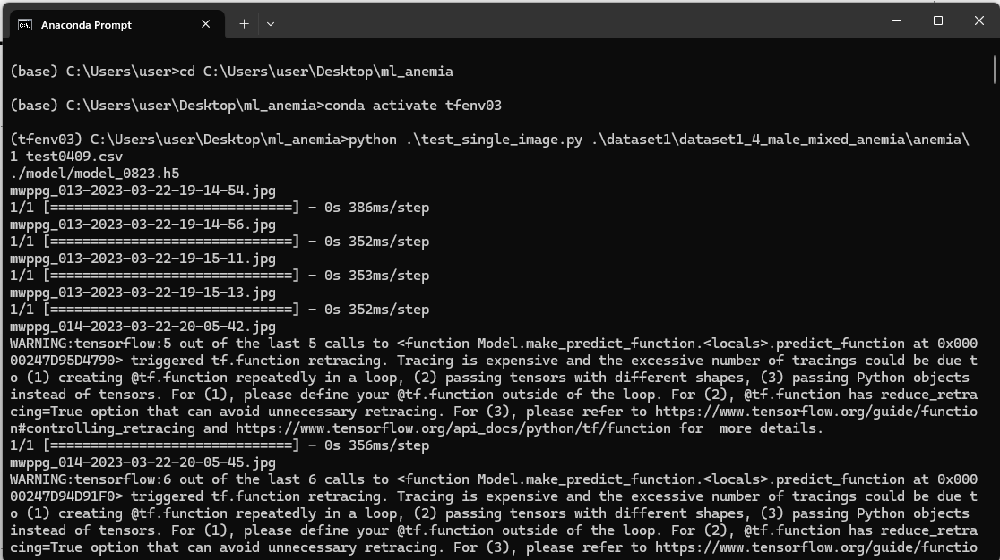 Anaconda Prompt
(base) C:\Users\user>cd C:\Users\user\Desktop\ml_anemia
(base) C:\Users\user\Desktop\ml_anemia>conda activate tfenv03
(tfenv03) C:\Users\user\Desktop\ml_anemia>python .\test_single_image.py .\dataset1\dataset1_4_male_mixed_anemia\anemia\
1 test0409.csv
./model/model_0823.h5
mwppg_013-2023-03-22-19-14-54.jpg
1/1 [==============================] - 0s 386ms/step
mwppg_013-2023-03-22-19-14-56.jpg
1/1 [==============================] - 0s 352ms/step
mwppg_013-2023-03-22-19-15-11.jpg
1/1 [==============================] - 0s 353ms/step
mwppg_013-2023-03-22-19-15-13.jpg
1/1 [==============================] - 0s 352ms/step
mwppg_014-2023-03-22-20-05-42.jpg
WARNING:tensorflow:5 out of the last 5 calls to <function Model.make_predict_function.<locals>.predict_function at 0x000
00247D95D4790> triggered tf.function retracing. Tracing is expensive and the excessive number of tracings could be due t
o (1) creating @tf.function repeatedly in a loop, (2) passing tensors with different shapes, (3) passing Python objects
instead of tensors. For (1), please define your @tf.function outside of the loop. For (2), @tf.function has reduce_retra
cing=True option that can avoid unnecessary retracing. For (3), please refer to https://www.tensorflow.org/guide/functio
n#controlling_retracing and https://www.tensorflow.org/api_docs/python/tf/function for  more details.
1/1 [==============================] - 0s 356ms/step
mwppg_014-2023-03-22-20-05-45.jpg
WARNING:tensorflow:6 out of the last 6 calls to <function Model.make_predict_function.<locals>.predict_function at 0x000
00247D94D91F0> triggered tf.function retracing. Tracing is expensive and the excessive number of tracings could be due t
o (1) creating @tf.function repeatedly in a loop, (2) passing tensors with different shapes, (3) passing Python objects
instead of tensors. For (1), please define your @tf.function outside of the loop. For (2), @tf.function has reduce_retra
cing=True option that can avoid unnecessary retracing. For (3), please refer to https://www.tensorflow.org/guide/functio